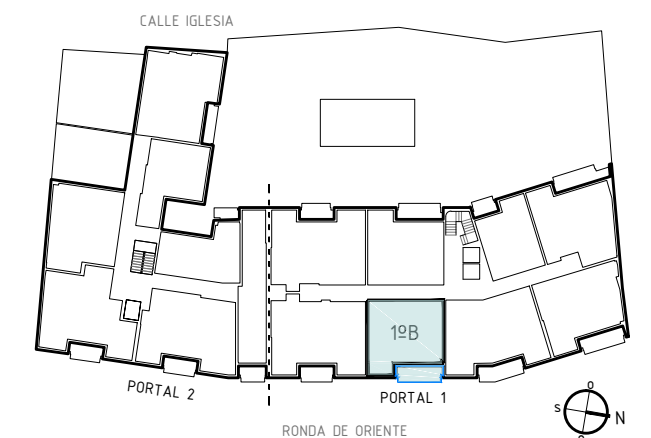 CALLE IGLESIA
1ºB
PORTAL 2
PORTAL 1
RONDA DE ORIENTE
O
S
N